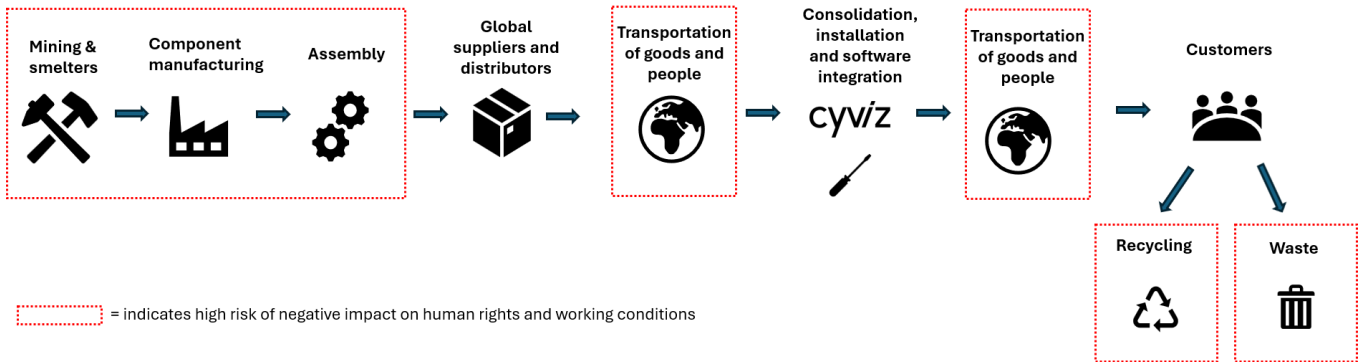 Mining &
smelters
Component
manufacturing
Assembly
Global
suppliers and
distributors
Transportation
of goods and
people
Consolidation,
installation
and software
integration
cyviz
Transportation
of goods and
people
Customers
Recycling
Waste
= indicates high risk of negative impact on human rights and working conditions